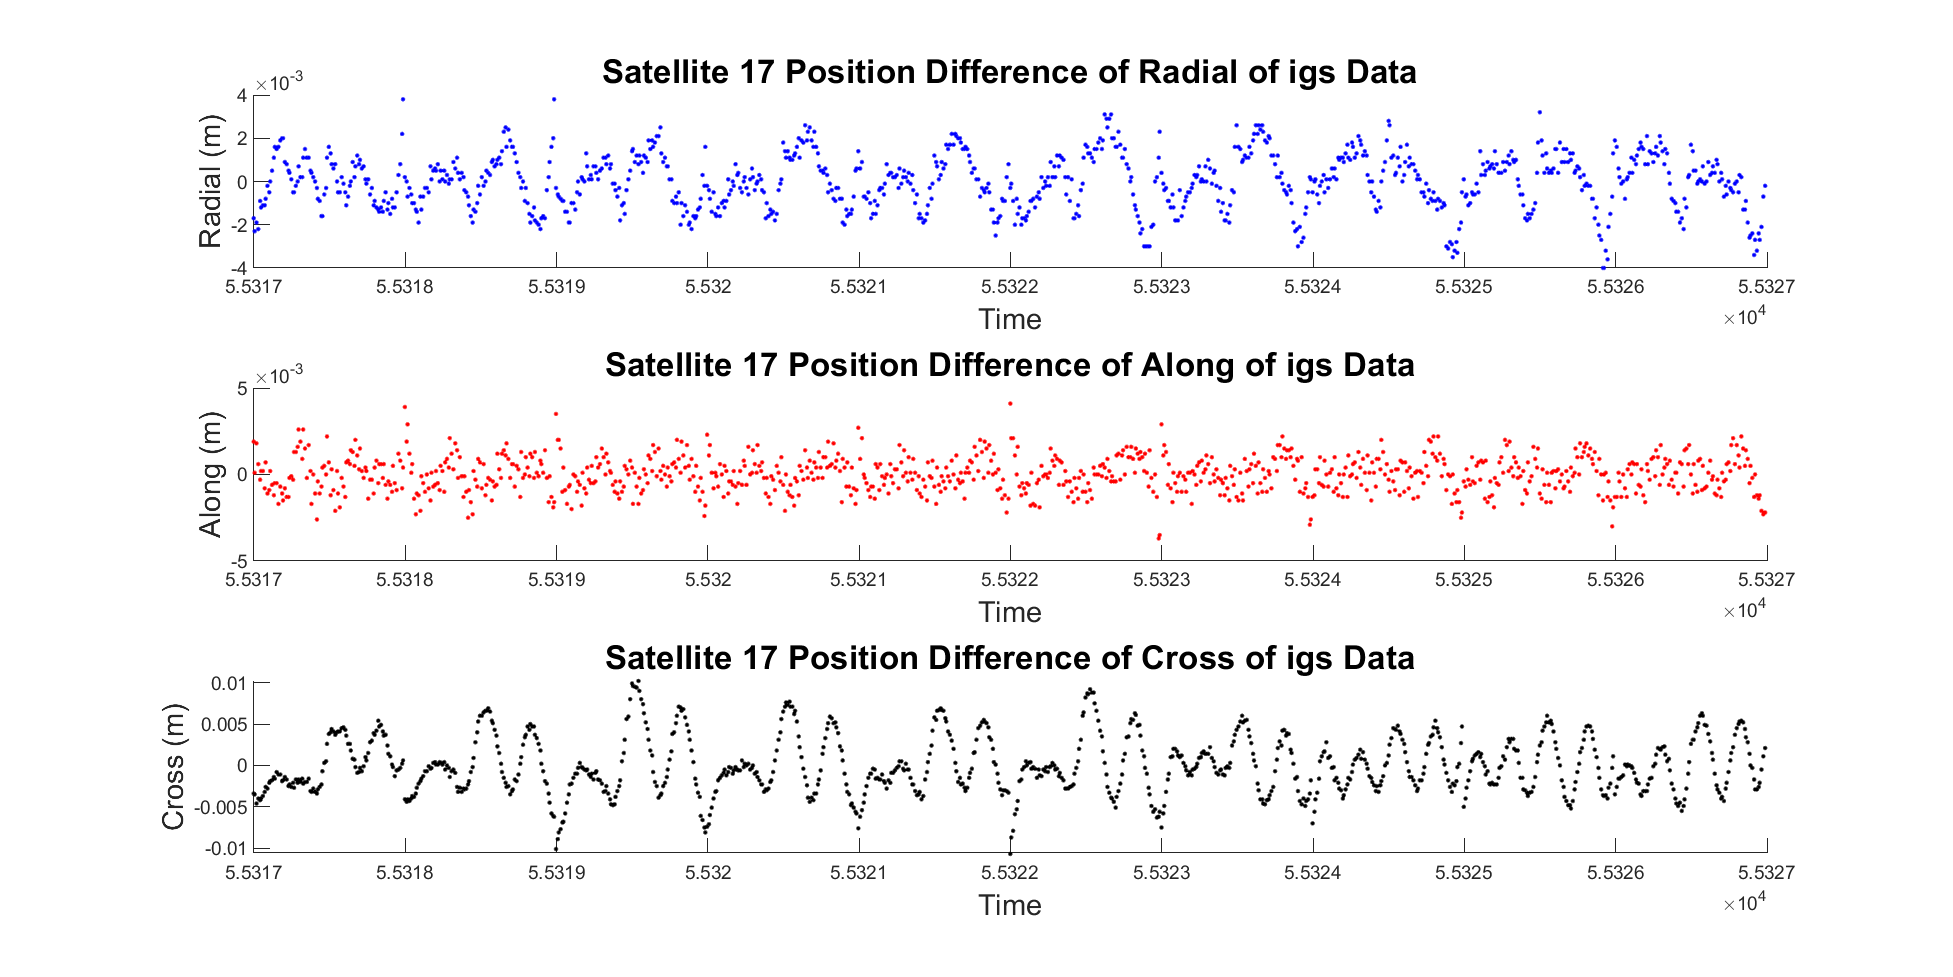 Satellite 17 Position Difference of Radial of igs Data
×10-3
4
2
0
-2
-4
Radial (m)
5.5317 5.5318 5.5319 5.532 5.5321 5.5322 5.5323 5.5324 5.5325 5.5326 5.5327
Time
×104
Satellite 17 Position Difference of Along of igs Data
×10-3
5
0
-5
Along (m)
5.5317 5.5318 5.5319 5.532 5.5321 5.5322 5.5323 5.5324 5.5325 5.5326 5.5327
Time
×104
Satellite 17 Position Difference of Cross of igs Data
0.01
0.005
0
-0.005
-0.01
Cross (m)
5.5317 5.5318 5.5319 5.532 5.5321 5.5322 5.5323 5.5324 5.5325 5.5326 5.5327
Time
×104